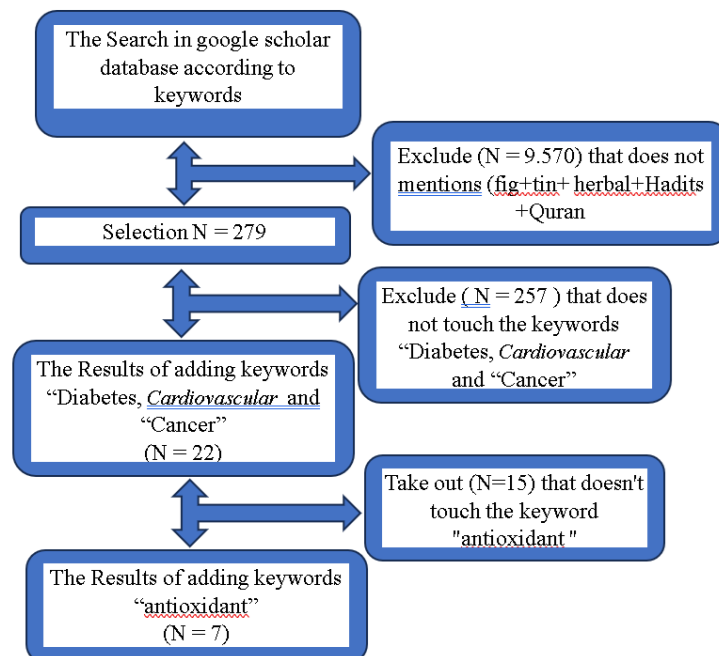 The Search in google scholar
database according to
keywords
Exclude (N = 9.570) that does not
mentions (fig+tin+ herbal+Hadits
+Quran
Selection N = 279
Exclude ( N = 257 ) that does
not touch the keywords
“Diabetes, Cardiovascular
and “Cancer”
The Results of adding keywords
“Diabetes, Cardiovascular and
“Cancer”
(N = 22)
Take out (N=15) that doesn't
touch the keyword
"antioxidant "
The Results of adding keywords
“antioxidant”
(N = 7)